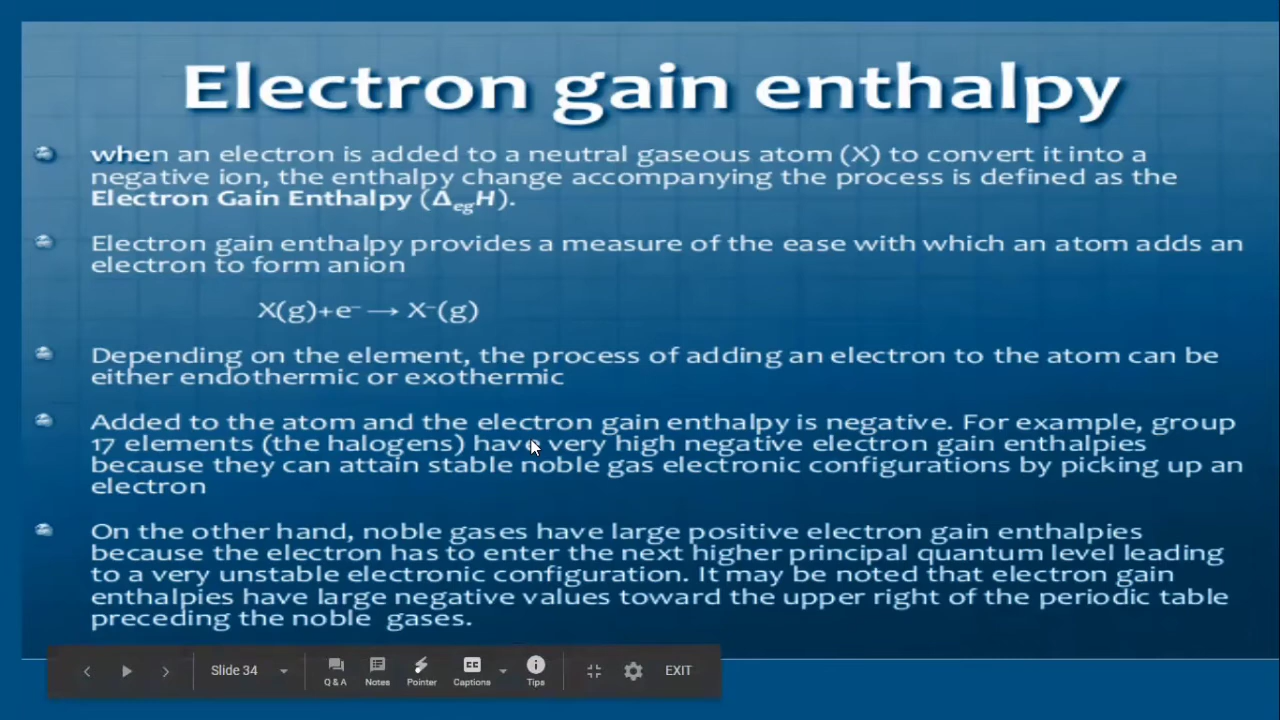 Electron gain enthalpy
when an electron is added to a neutral gaseous atom (X) to convert it into a
negative ion, the enthalpy change accompanying the process is defined as the
Electron Gain Enthalpy (ΔegH).
Electron gain enthalpy provides a measure of the ease with which an atom adds an
electron to form anion
X(g)+e⁻ → X⁻(g)
Depending on the element, the process of adding an electron to the atom can be
either endothermic or exothermic
Added to the atom and the electron gain enthalpy is negative. For example, group
17 elements (the halogens) have very high negative electron gain enthalpies
because they can attain stable noble gas electronic configurations by picking up an
electron
On the other hand, noble gases have large positive electron gain enthalpies
because the electron has to enter the next higher principal quantum level leading
to a very unstable electronic configuration. It may be noted that electron gain
enthalpies have large negative values toward the upper right of the periodic table
preceding the noble gases.
Slide 34
Q & A
Notes
Pointer
CC
Captions
Tips
EXIT